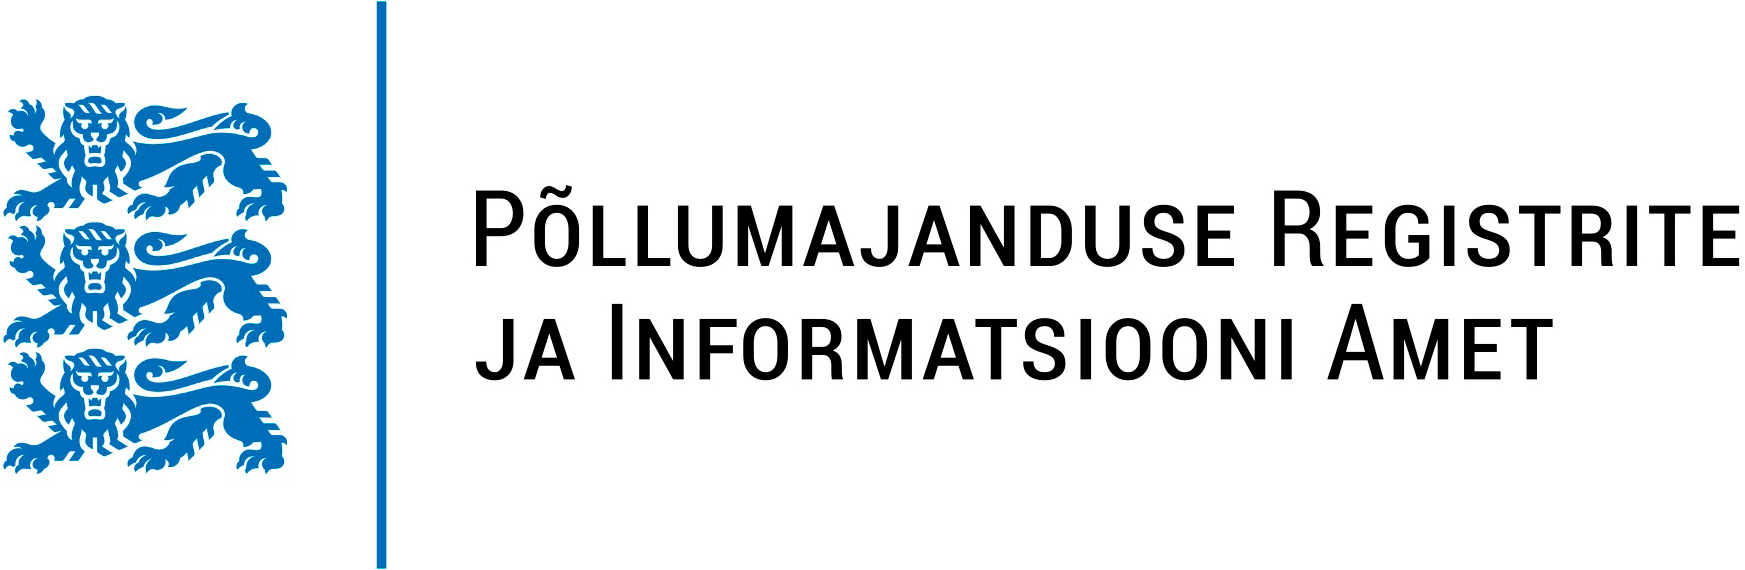 Põllumajanduse Registrite
ja Informatsiooni Amet